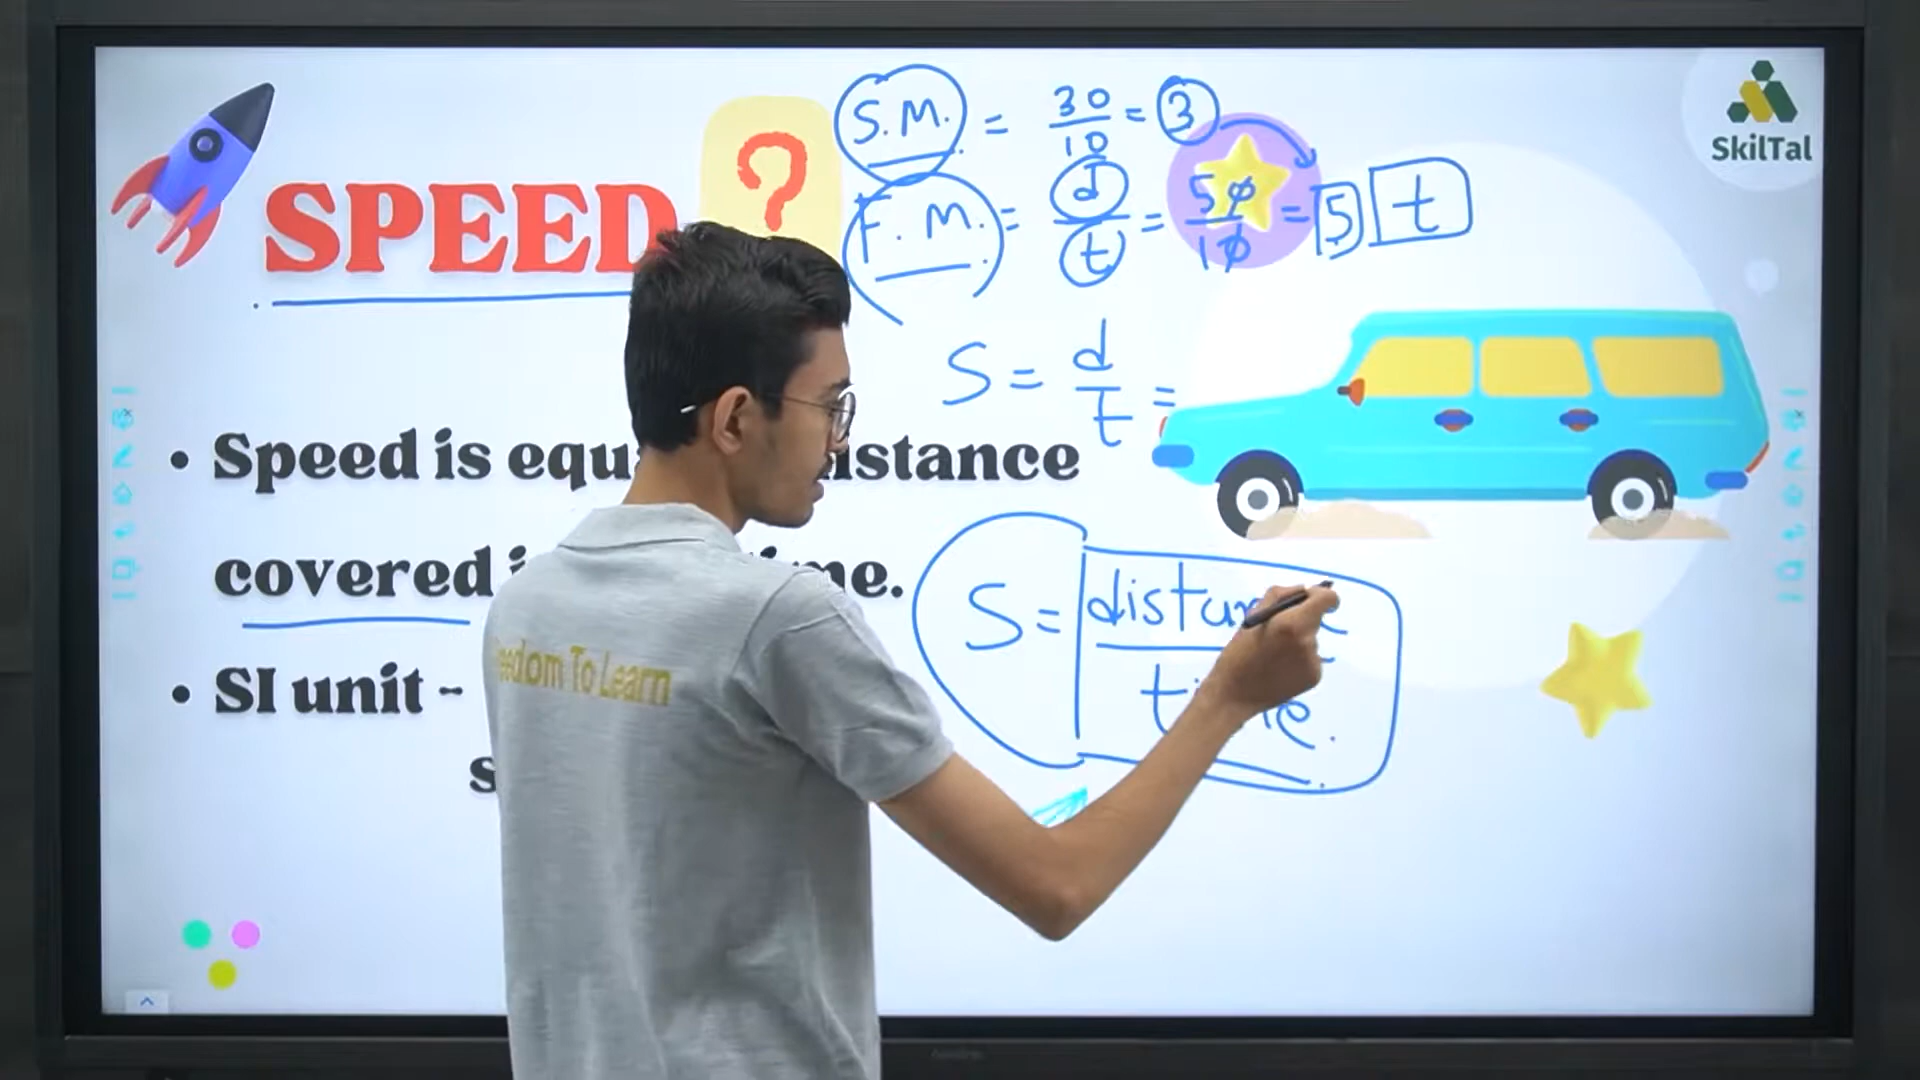 SkilTal
SPEED ?
S.M. = 30/10 = 3
F.M. = d/t = 50/10 = 5 t
S = d/t =
• Speed is equ istance
covered me.
S = distance
time.
• SI unit -
s
eedom To Learn